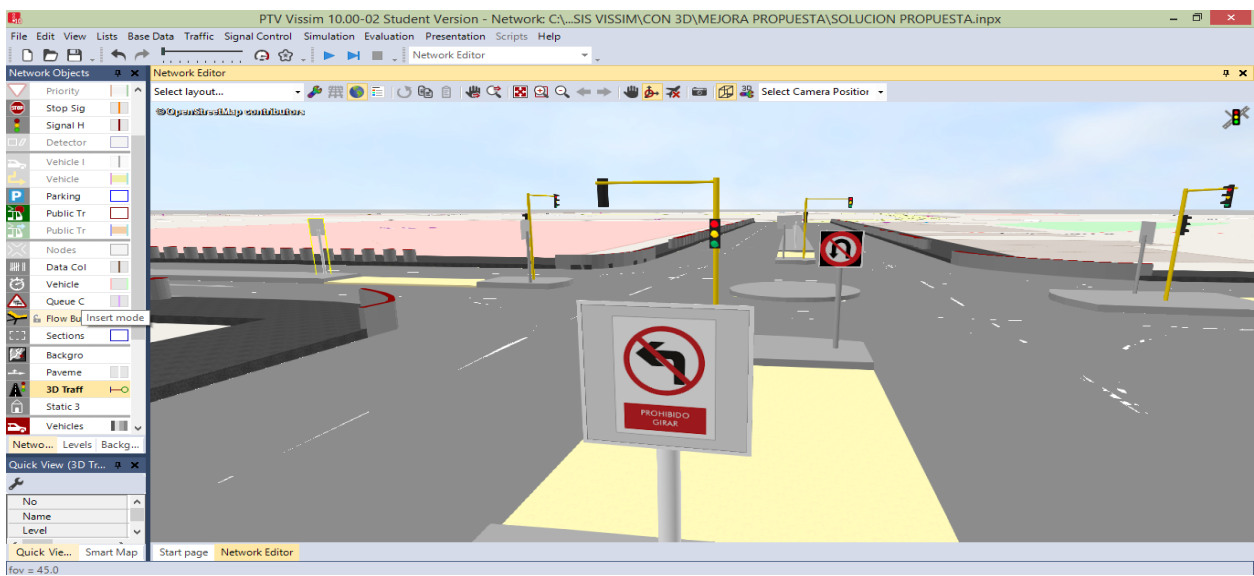 PTV Vissim 10.00-02 Student Version - Network: C:\...SIS VISSIM\CON 3D\MEJORA PROPUESTA\SOLUCION PROPUESTA.inpx
File Edit View Lists Base Data Traffic Signal Control Simulation Evaluation Presentation Scripts Help
Network Editor
Network Objects
Network Editor
Select layout...
Select Camera Position
© OpenStreetMap contributors
Priority
Stop Sig
STOP
Signal H
Detector
Vehicle I
Vehicle
P
Parking
Public Tr
Public Tr
Nodes
Data Col
Vehicle
Queue C
Flow Bu
Insert mode
Sections
Backgro
Paveme
3D Traff
Static 3
Vehicles
Netwo... Levels Backg...
PROHIBIDO
GIRAR
Quick View (3D Tr...
No
Name
Level
Quick Vie... Smart Map
Start page Network Editor
fov = 45.0